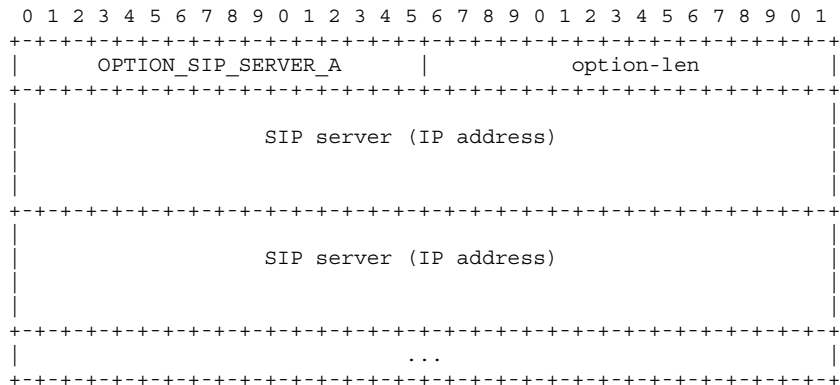 0 1 2 3 4 5 6 7 8 9 0 1 2 3 4 5 6 7 8 9 0 1 2 3 4 5 6 7 8 9 0 1
+-+-+-+-+-+-+-+-+-+-+-+-+-+-+-+-+-+-+-+-+-+-+-+-+-+-+-+-+-+-+-+-+
|      OPTION_SIP_SERVER_A      |           option-len          |
+-+-+-+-+-+-+-+-+-+-+-+-+-+-+-+-+-+-+-+-+-+-+-+-+-+-+-+-+-+-+-+-+
|                                                               |
|                   SIP server (IP address)                     |
|                                                               |
|                                                               |
+-+-+-+-+-+-+-+-+-+-+-+-+-+-+-+-+-+-+-+-+-+-+-+-+-+-+-+-+-+-+-+-+
|                                                               |
|                   SIP server (IP address)                     |
|                                                               |
|                                                               |
+-+-+-+-+-+-+-+-+-+-+-+-+-+-+-+-+-+-+-+-+-+-+-+-+-+-+-+-+-+-+-+-+
|                              ...                              |
+-+-+-+-+-+-+-+-+-+-+-+-+-+-+-+-+-+-+-+-+-+-+-+-+-+-+-+-+-+-+-+-+